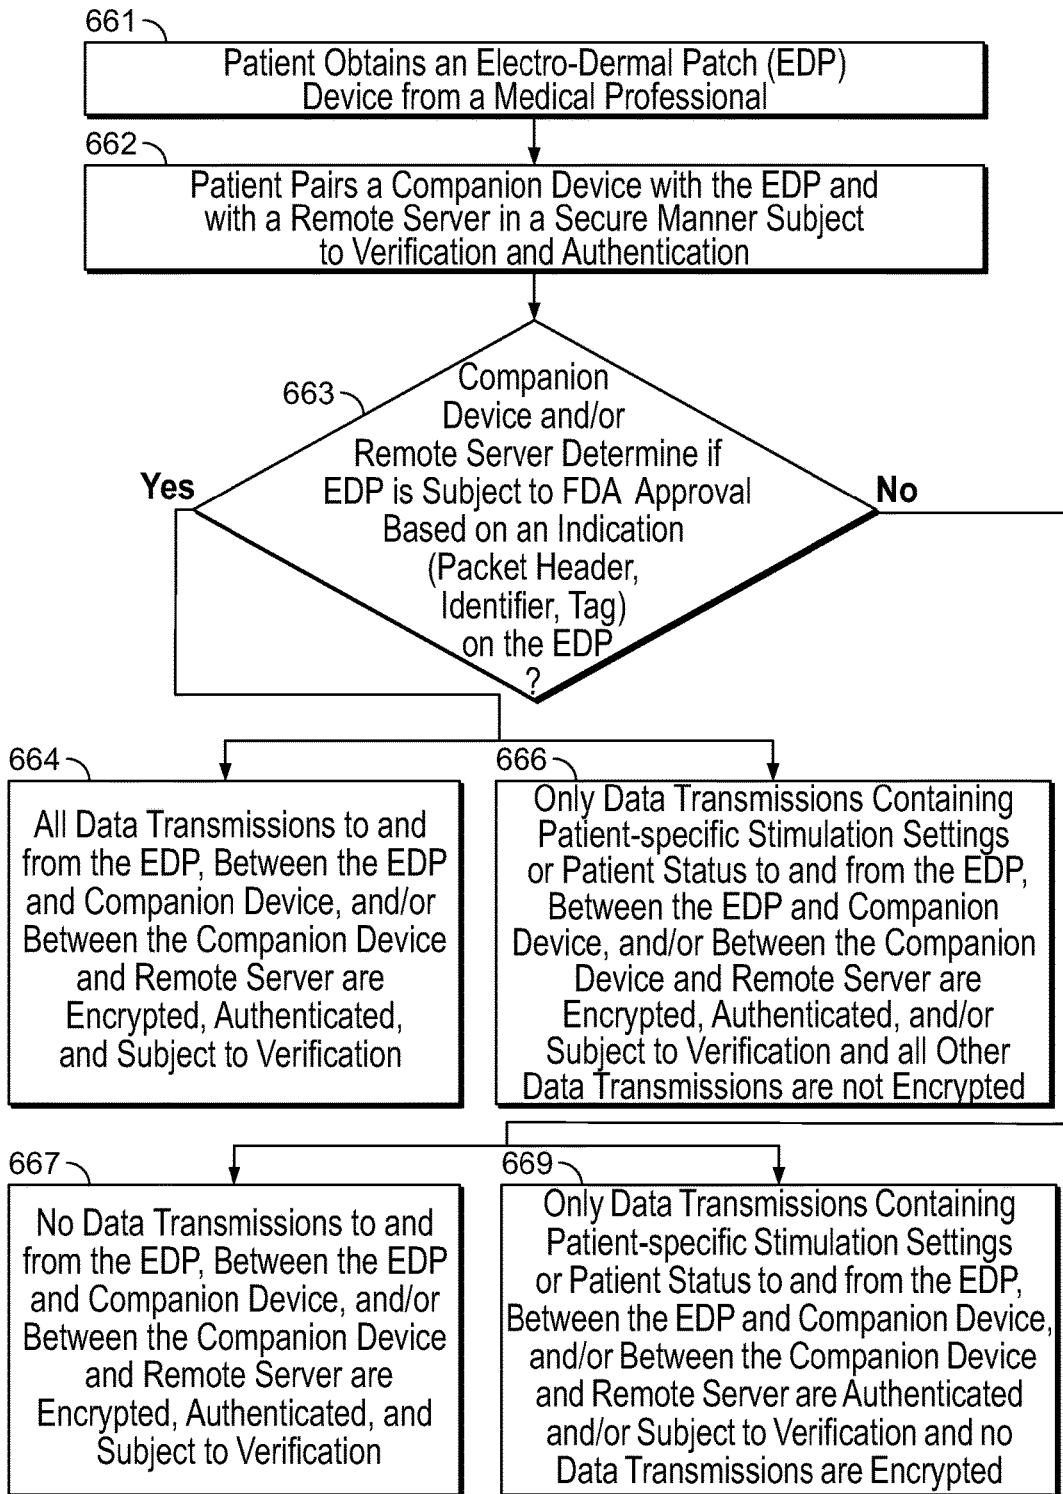 661
Patient Obtains an Electro-Dermal Patch (EDP)
Device from a Medical Professional
662
Patient Pairs a Companion Device with the EDP and
with a Remote Server in a Secure Manner Subject
to Verification and Authentication
663
Companion
Device and/or
Remote Server Determine if
EDP is Subject to FDA Approval
Based on an Indication
(Packet Header,
Identifier, Tag)
on the EDP
?
Yes
No
664
All Data Transmissions to and
from the EDP, Between the EDP
and Companion Device, and/or
Between the Companion Device
and Remote Server are
Encrypted, Authenticated,
and Subject to Verification
666
Only Data Transmissions Containing
Patient-specific Stimulation Settings
or Patient Status to and from the EDP,
Between the EDP and Companion
Device, and/or Between the Companion
Device and Remote Server are
Encrypted, Authenticated, and/or
Subject to Verification and all Other
Data Transmissions are not Encrypted
667
No Data Transmissions to and
from the EDP, Between the EDP
and Companion Device, and/or
Between the Companion Device
and Remote Server are
Encrypted, Authenticated, and
Subject to Verification
669
Only Data Transmissions Containing
Patient-specific Stimulation Settings
or Patient Status to and from the EDP,
Between the EDP and Companion Device,
and/or Between the Companion Device
and Remote Server are Authenticated
and/or Subject to Verification and no
Data Transmissions are Encrypted